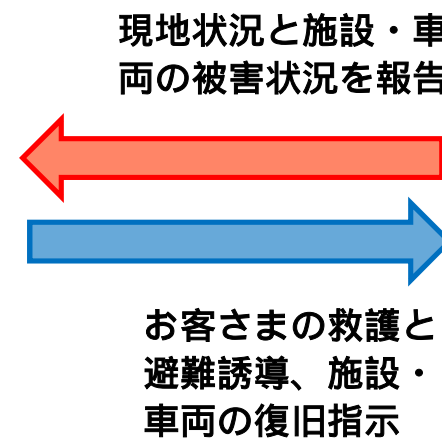 現地状況と施設・車
両の被害状況を報告
お客さまの救護と
避難誘導、施設・
車両の復旧指示